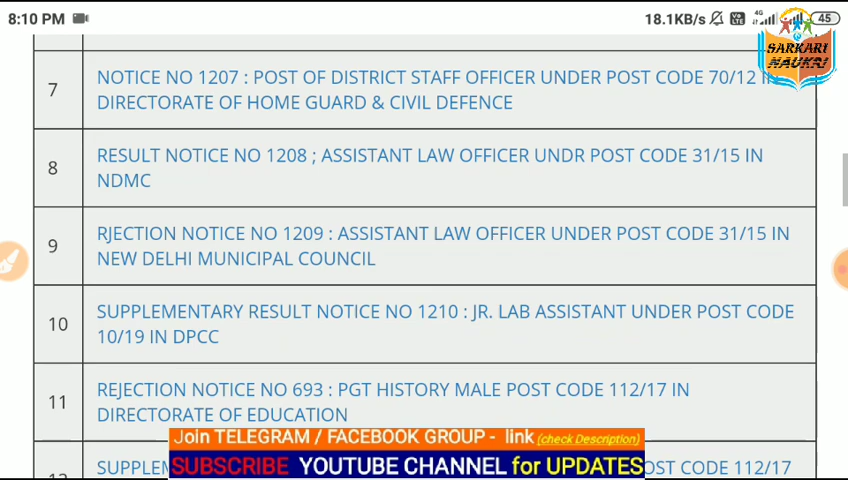 8:10 PM
18.1KB/s
4G
45
SARKARI
NAUKRI
7
NOTICE NO 1207 : POST OF DISTRICT STAFF OFFICER UNDER POST CODE 70/12 IN
DIRECTORATE OF HOME GUARD & CIVIL DEFENCE
8
RESULT NOTICE NO 1208 ; ASSISTANT LAW OFFICER UNDR POST CODE 31/15 IN
NDMC
9
RJECTION NOTICE NO 1209 : ASSISTANT LAW OFFICER UNDER POST CODE 31/15 IN
NEW DELHI MUNICIPAL COUNCIL
10
SUPPLEMENTARY RESULT NOTICE NO 1210 : JR. LAB ASSISTANT UNDER POST CODE
10/19 IN DPCC
11
REJECTION NOTICE NO 693 : PGT HISTORY MALE POST CODE 112/17 IN
DIRECTORATE OF EDUCATION
Join TELEGRAM / FACEBOOK GROUP - link (check Description)
SUBSCRIBE YOUTUBE CHANNEL for UPDATES
CODE 112/17